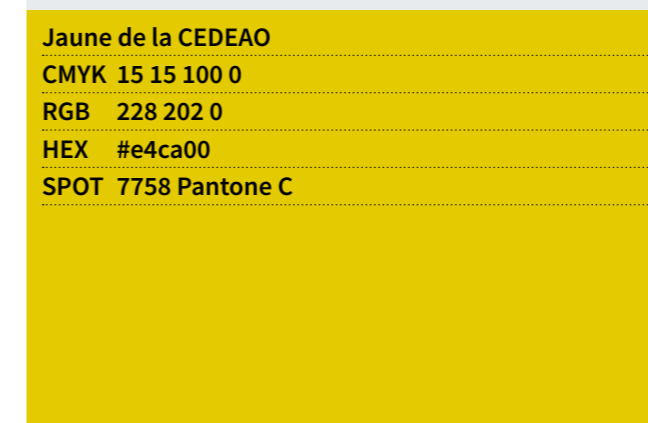 Jaune de la CEDEAO
CMYK 15 15 100 0
RGB 228 202 0
HEX #e4ca00
SPOT 7758 Pantone C